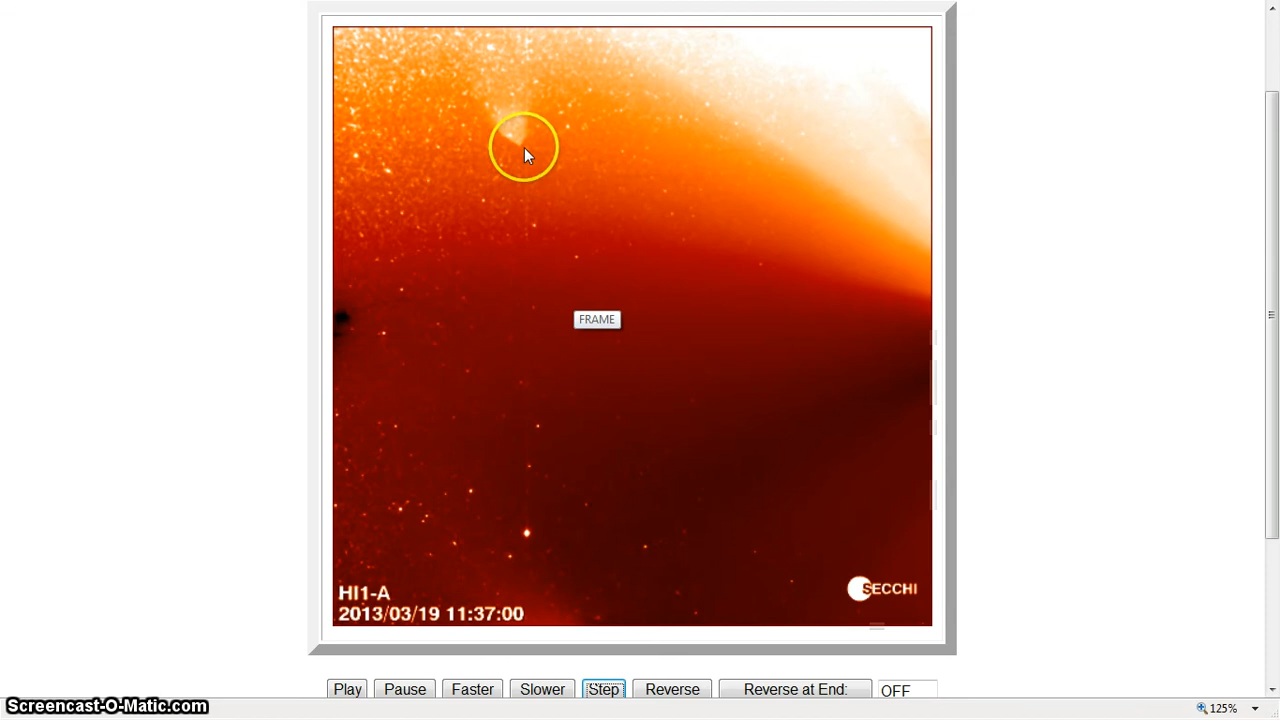 FRAME
HI1-A
2013/03/19 11:37:00
SECCHI
Play Pause Faster Slower Step Reverse Reverse at End: OFF
Screencast-O-Matic.com
125%